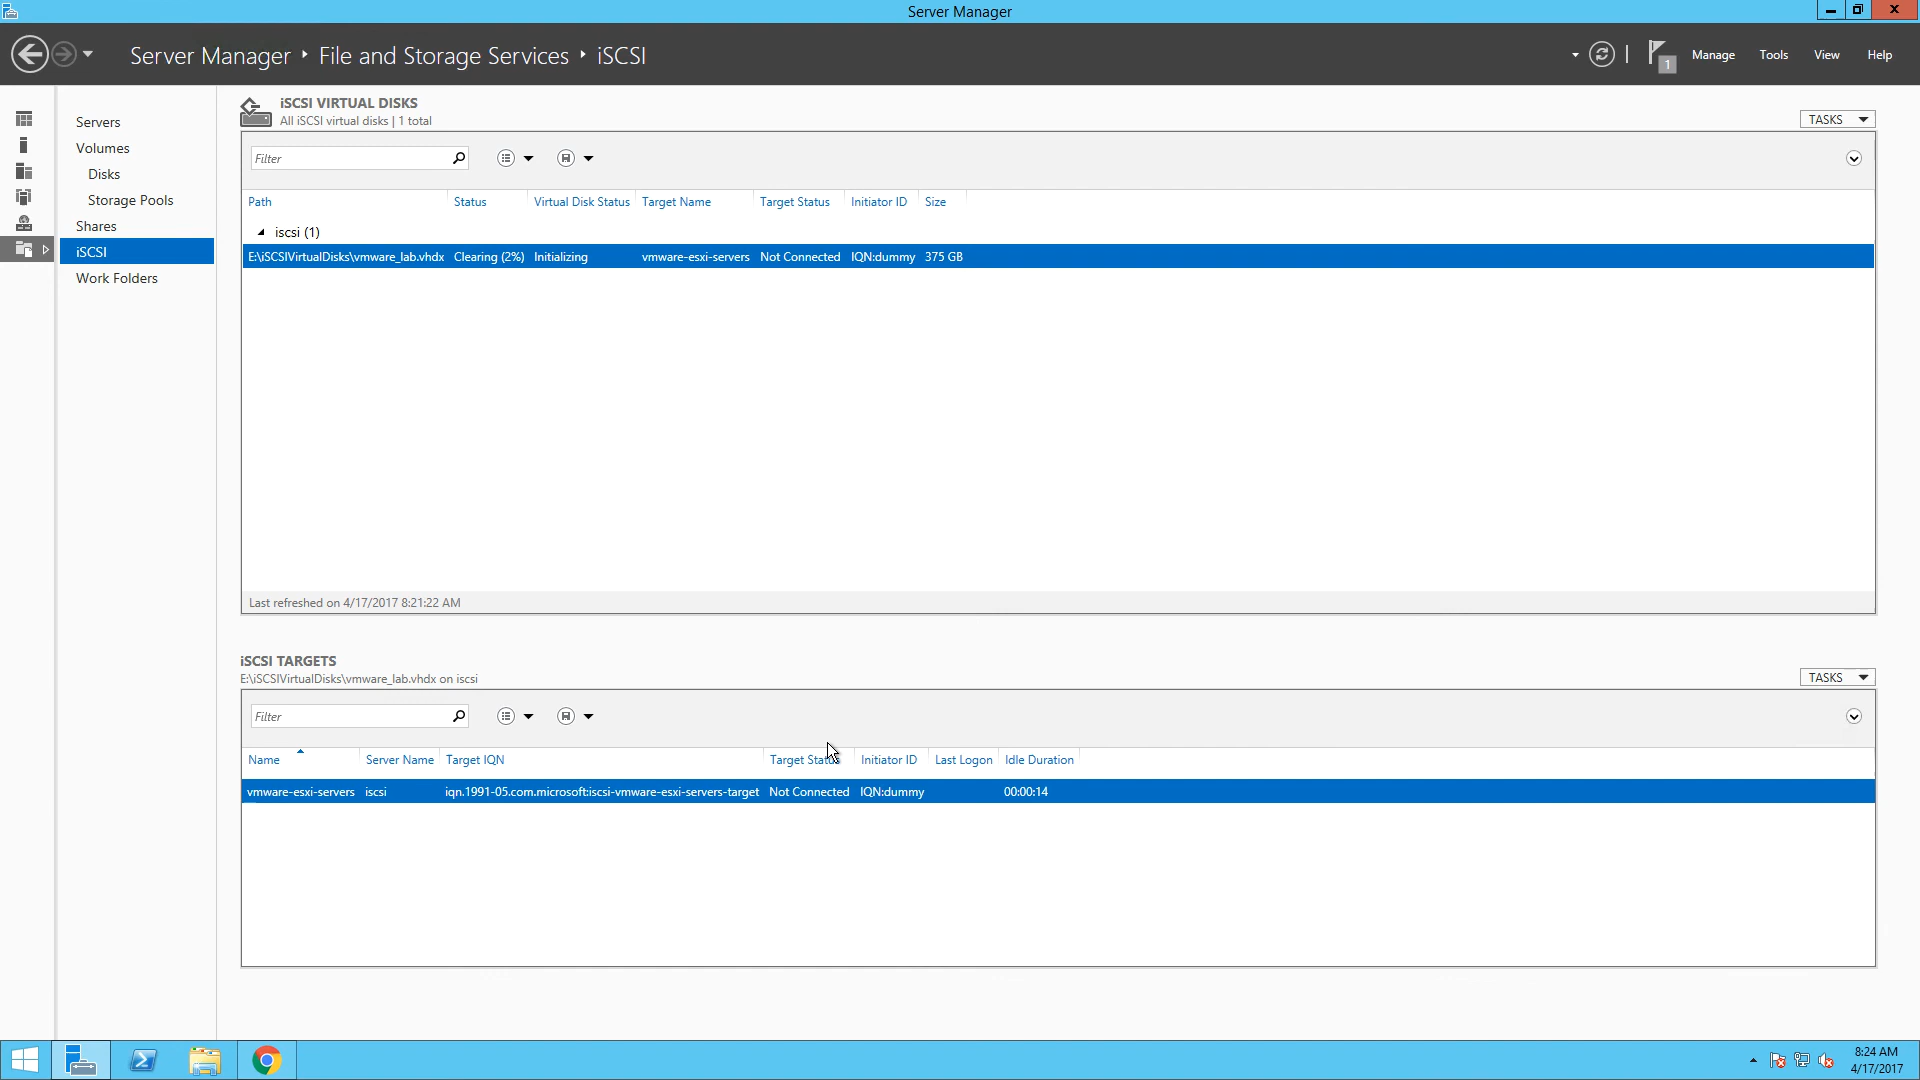 Server Manager
Server Manager ‣ File and Storage Services ‣ iSCSI
1
Manage
Tools
View
Help
Servers
Volumes
Disks
Storage Pools
Shares
iSCSI
Work Folders
iSCSI VIRTUAL DISKS
All iSCSI virtual disks | 1 total
TASKS
Filter
Path Status Virtual Disk Status Target Name Target Status Initiator ID Size
iscsi (1)
E:\iSCSIVirtualDisks\vmware_lab.vhdx Clearing (2%) Initializing vmware-esxi-servers Not Connected IQN:dummy 375 GB
Last refreshed on 4/17/2017 8:21:22 AM
iSCSI TARGETS
E:\iSCSIVirtualDisks\vmware_lab.vhdx on iscsi
TASKS
Filter
Name Server Name Target IQN Target Status Initiator ID Last Logon Idle Duration
vmware-esxi-servers iscsi iqn.1991-05.com.microsoft:iscsi-vmware-esxi-servers-target Not Connected IQN:dummy 00:00:14
8:24 AM
4/17/2017